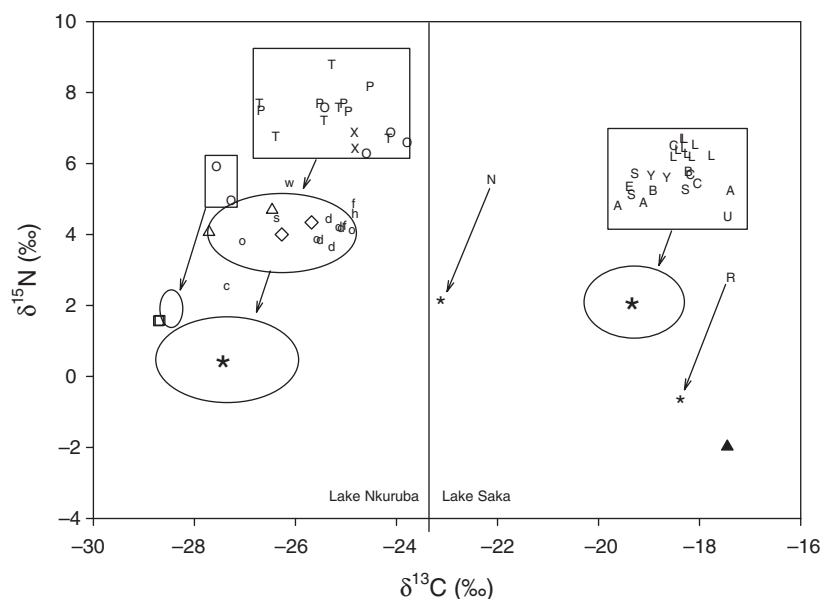 10
8
6
4
2
0
–2
–4
δ15N (‰)
T
P
T P P
P O T P
T
T X O
T X O O
O
O
w
f
s d f h
o d o f o
o d d
c
*
Lake Nkuruba
N
*
Lake Saka
L
C L L
L L L L L
S Y Y B C
E B S C
S A
A A U
*
R
*
–30 –28 –26 –24 –22 –20 –18 –16
δ13C (‰)